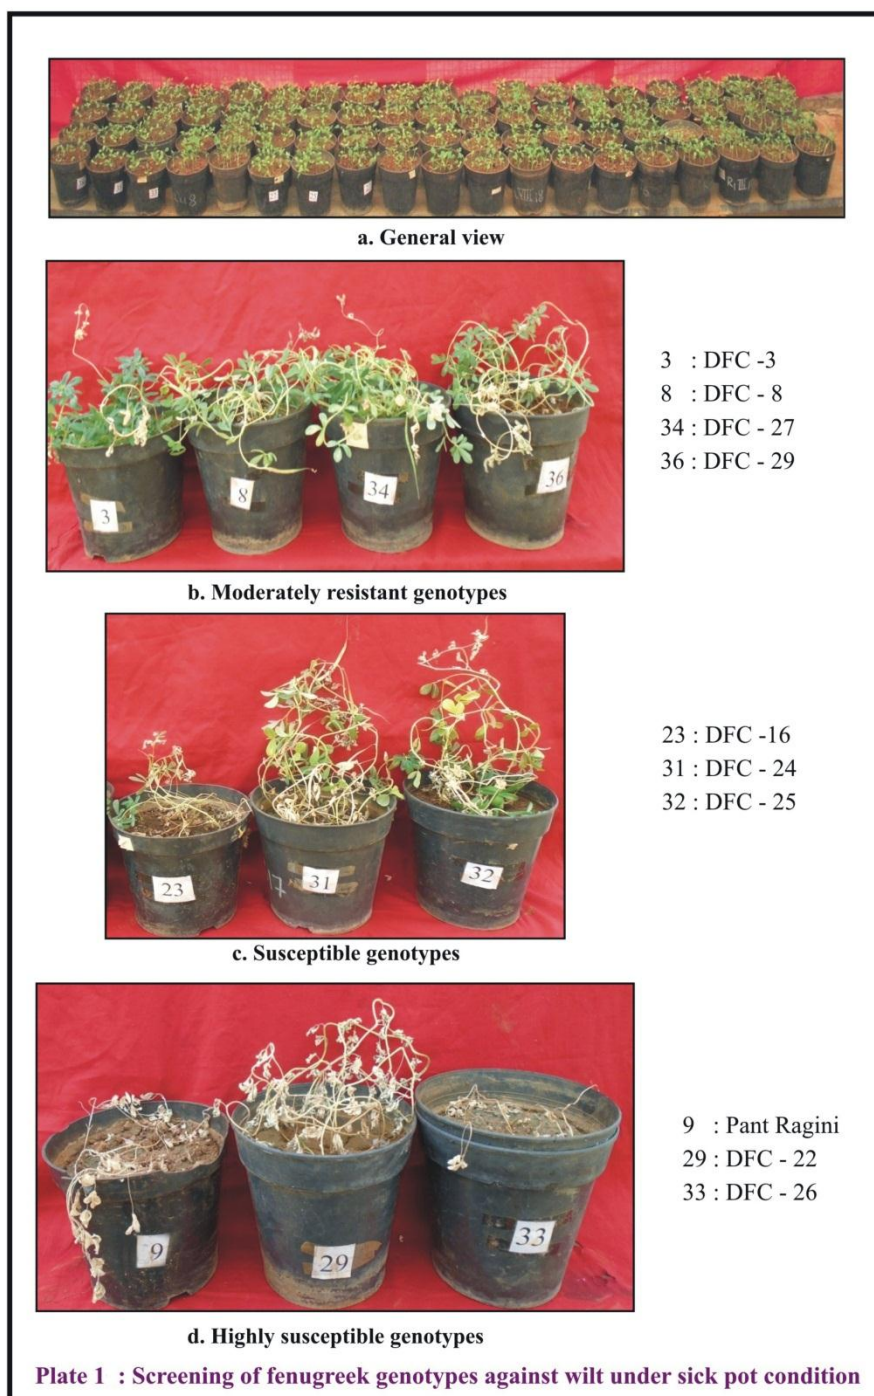 a. General view
3 : DFC -3
8 : DFC - 8
34 : DFC - 27
36 : DFC - 29
3
8
34
36
b. Moderately resistant genotypes
23 : DFC -16
31 : DFC - 24
32 : DFC - 25
23
31
32
17
c. Susceptible genotypes
9 : Pant Ragini
29 : DFC - 22
33 : DFC - 26
9
29
33
d. Highly susceptible genotypes
Plate 1 : Screening of fenugreek genotypes against wilt under sick pot condition